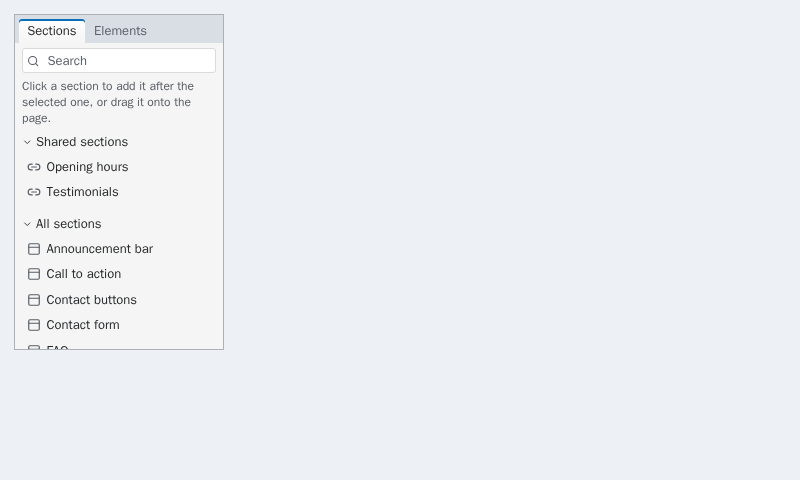 Sections Elements
Search
Click a section to add it after the
selected one, or drag it onto the
page.
Shared sections
Opening hours
Testimonials
All sections
Announcement bar
Call to action
Contact buttons
Contact form
FAQ